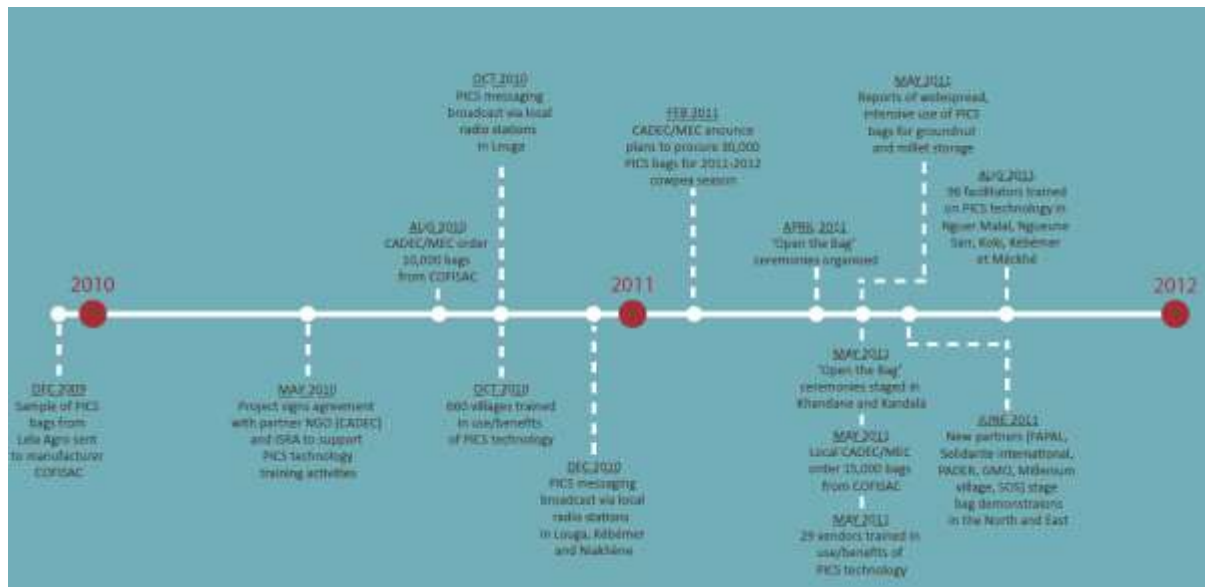 OCT 2010
PICS messaging
broadcast via local
radio stations
in Louga
MAY 2011
Reports of widespread,
intensive use of PICS
bags for groundnut
and millet storage
FEB 2011
CADEC/MEC anounce
plans to procure 30,000
PICS bags for 2011-2012
cowpea season
AUG 2011
facilitators trained
on PICS technology in
Nguer Malal, Ngueune
Sarr, Koki, Kébémer
et Méckhé
AUG 2010
CADEC/MEC order
10,000 bags
from COFISAC
APRIL 2011
'Open the Bag'
ceremonies organised
2010
2011
2012
DEC 2009
Sample of PICS
bags from
Lela Agro sent
to manufacturer
COFISAC
MAY 2010
Project signs agreement
with partner NGO (CADEC)
and ISRA to support
PICS technology
training activities
OCT 2010
660 villages trained
in use/benefits
of PICS technology
DEC 2010
PICS messaging
broadcast via local
radio stations
in Louga, Kébémer
and Niakhène
MAY 2011
'Open the Bag'
ceremonies staged in
Khandane and Kandala
MAY 2011
Local CADEC/MEC
order 15,000 bags
from COFISAC
MAY 2011
29 vendors trained in
use/benefits of
PICS technology
JUNE 2011
New partners (FAPAL,
Solidarite international,
PADER, GMO, Millenium
village, SOS) stage
bag demonstraions
in the North and East